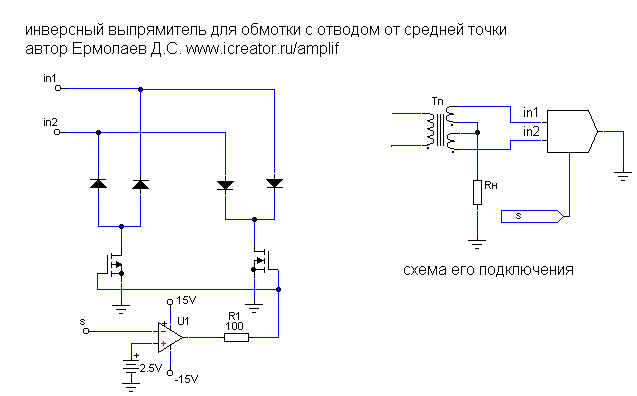 инверсный выпрямитель для обмотки с отводом от средней точки
автор Ермолаев Д.С. www.icreator.ru/amplif
in1
in2
Тп
in1
in2
Rн
s
схема его подключения
15V
U1
s
R1
100
2.5V
-15V